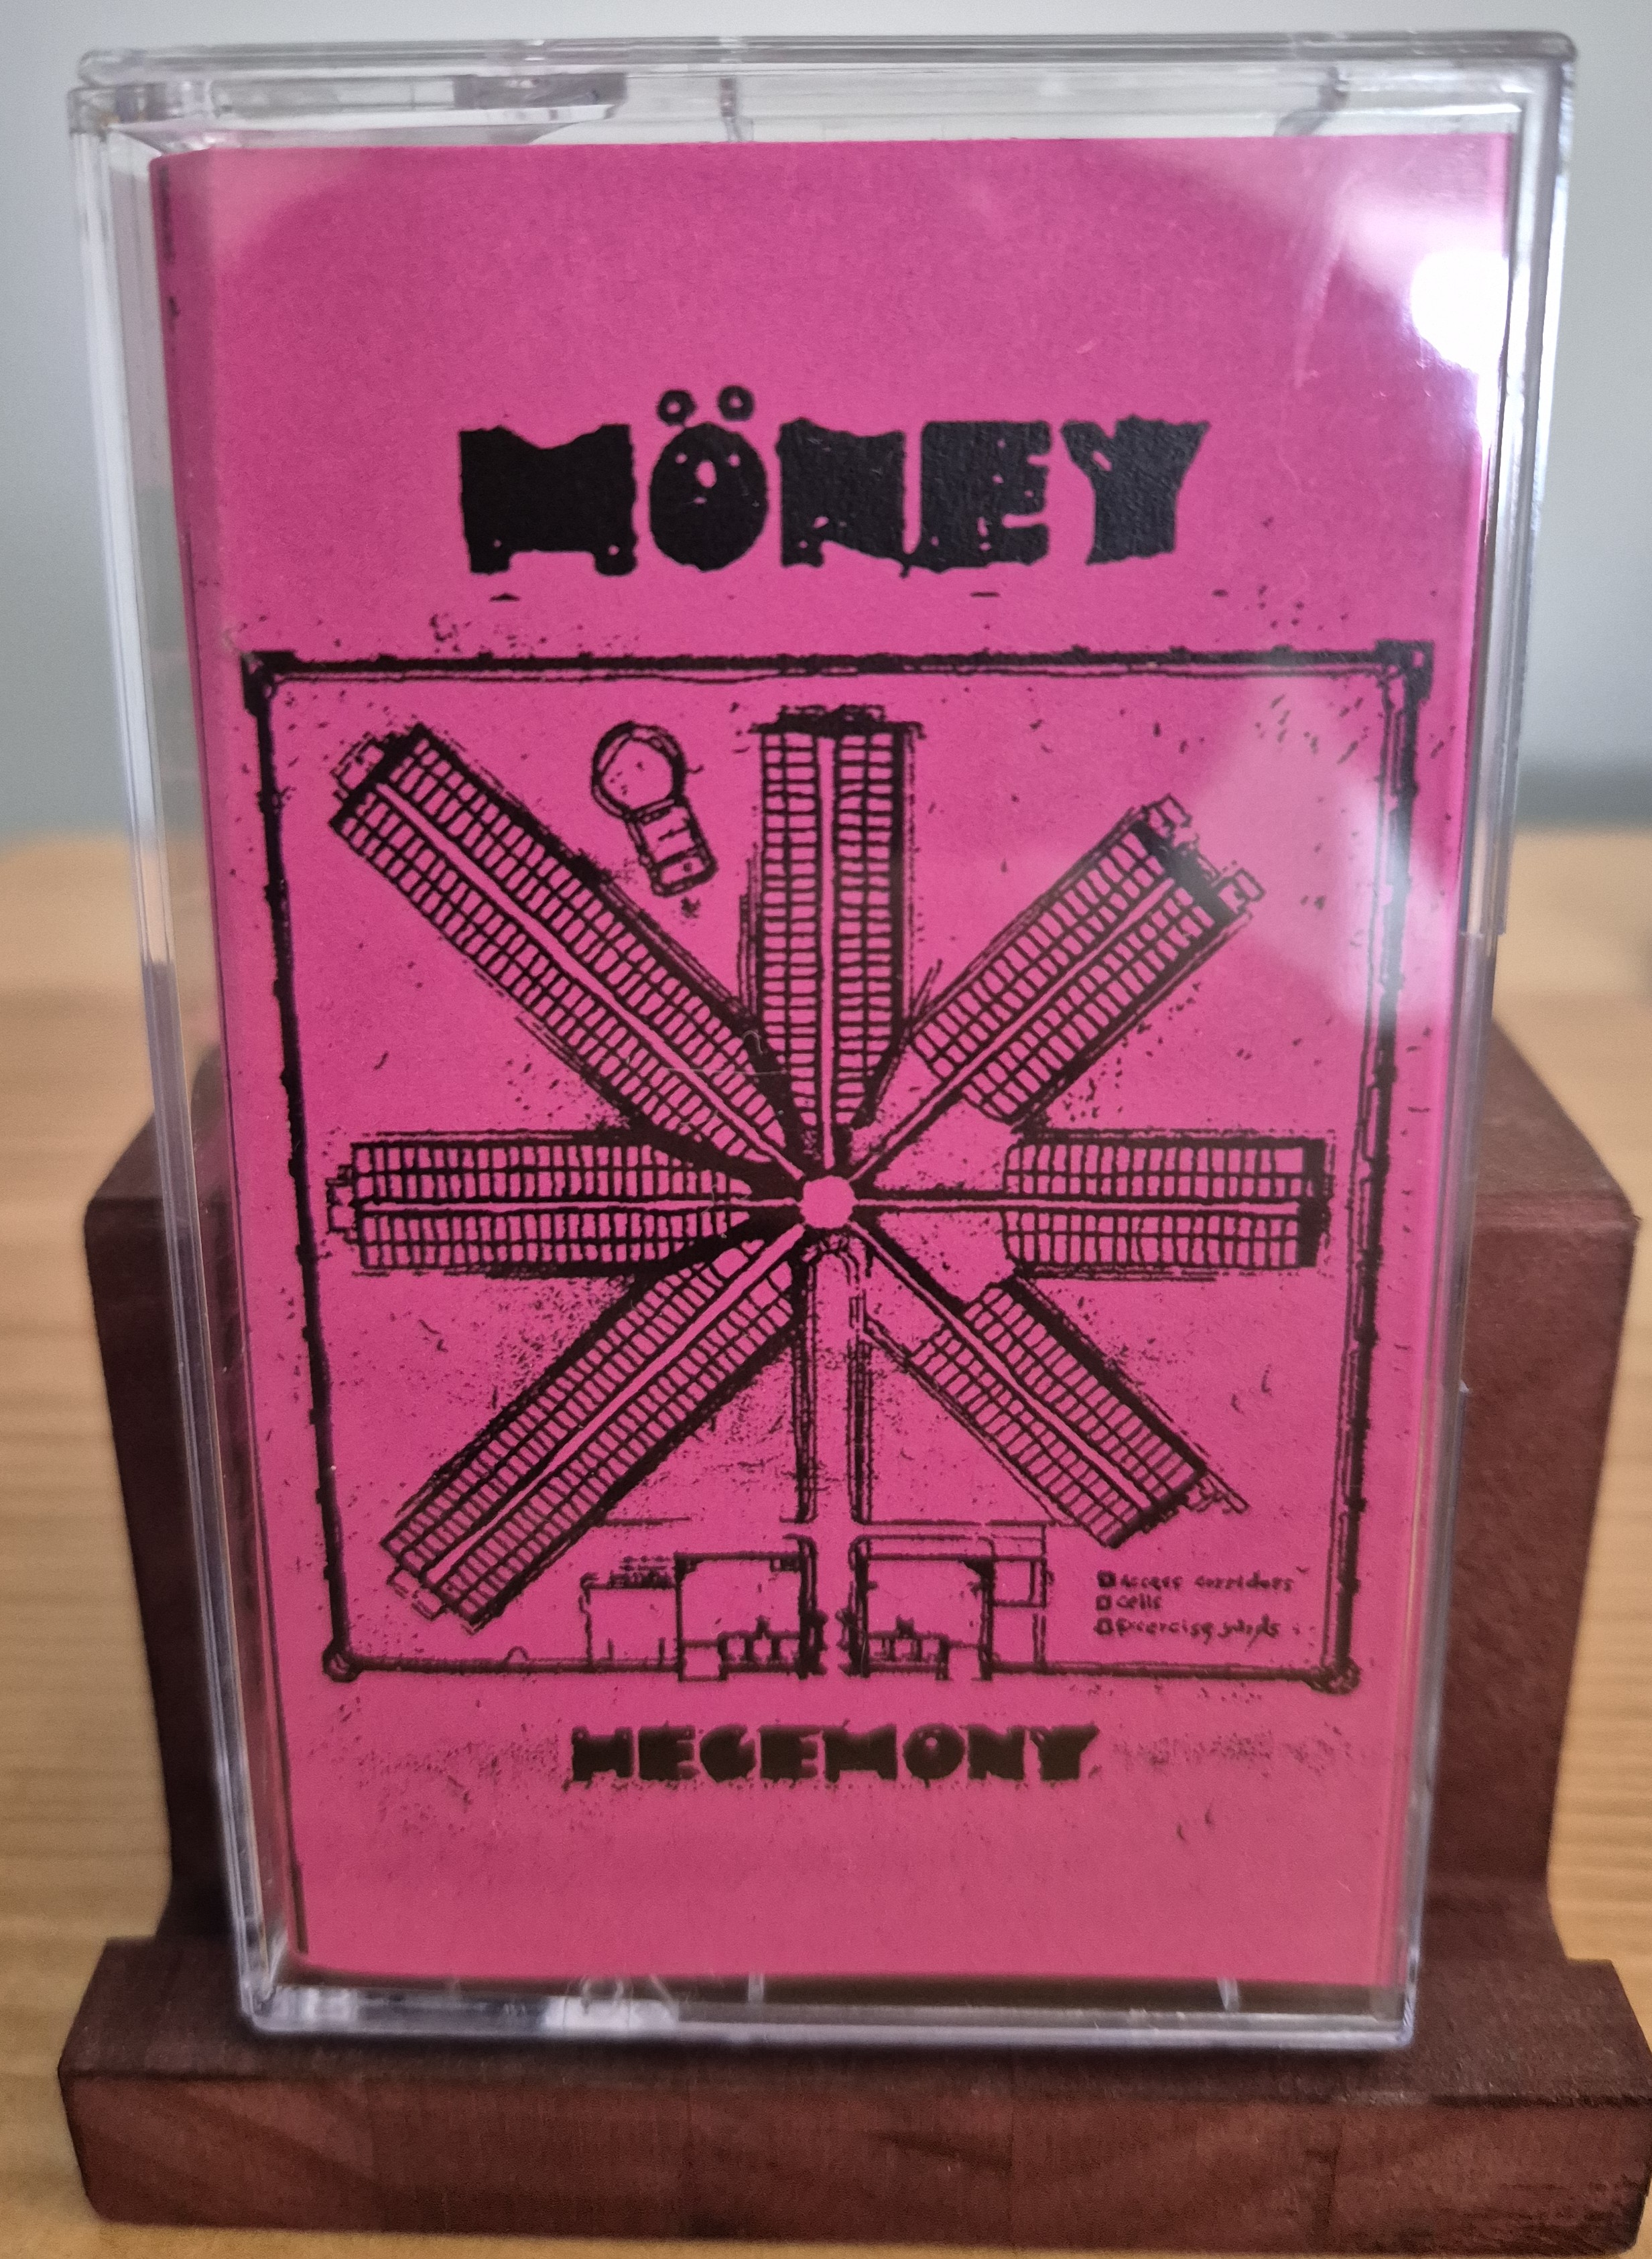 MÖNEY
Access corridors
Cells
Exercise yards
HEGEMONY